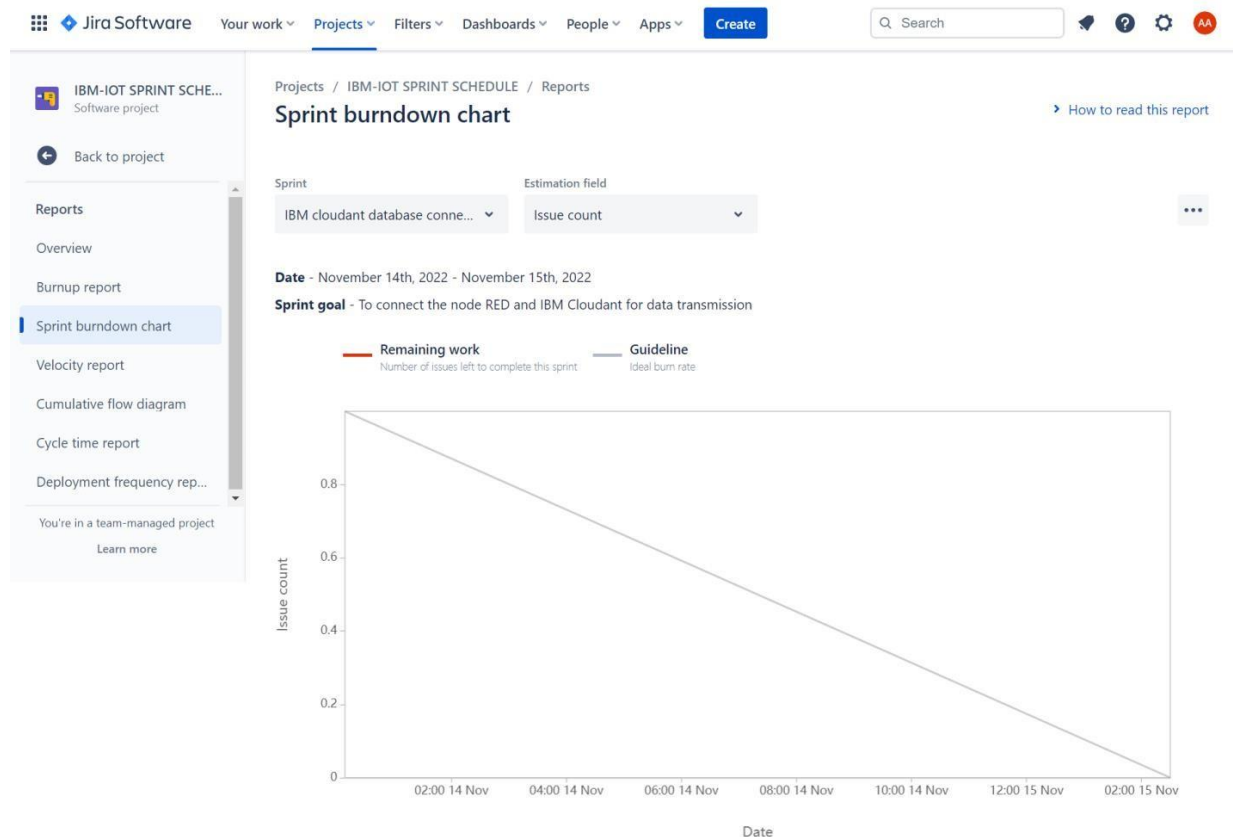 Jira Software Your work Projects Filters Dashboards People Apps Create Search AA
IBM-IOT SPRINT SCHE...
Software project
Back to project
Reports
Overview
Burnup report
Sprint burndown chart
Velocity report
Cumulative flow diagram
Cycle time report
Deployment frequency rep...
You're in a team-managed project
Learn more
Projects / IBM-IOT SPRINT SCHEDULE / Reports
Sprint burndown chart
How to read this report
Sprint Estimation field
IBM cloudant database conne... Issue count
Date - November 14th, 2022 - November 15th, 2022
Sprint goal - To connect the node RED and IBM Cloudant for data transmission
Remaining work Guideline
Number of issues left to complete this sprint Ideal burn rate
0.8
0.6
0.4
0.2
0
Issue count
02:00 14 Nov 04:00 14 Nov 06:00 14 Nov 08:00 14 Nov 10:00 14 Nov 12:00 15 Nov 02:00 15 Nov
Date